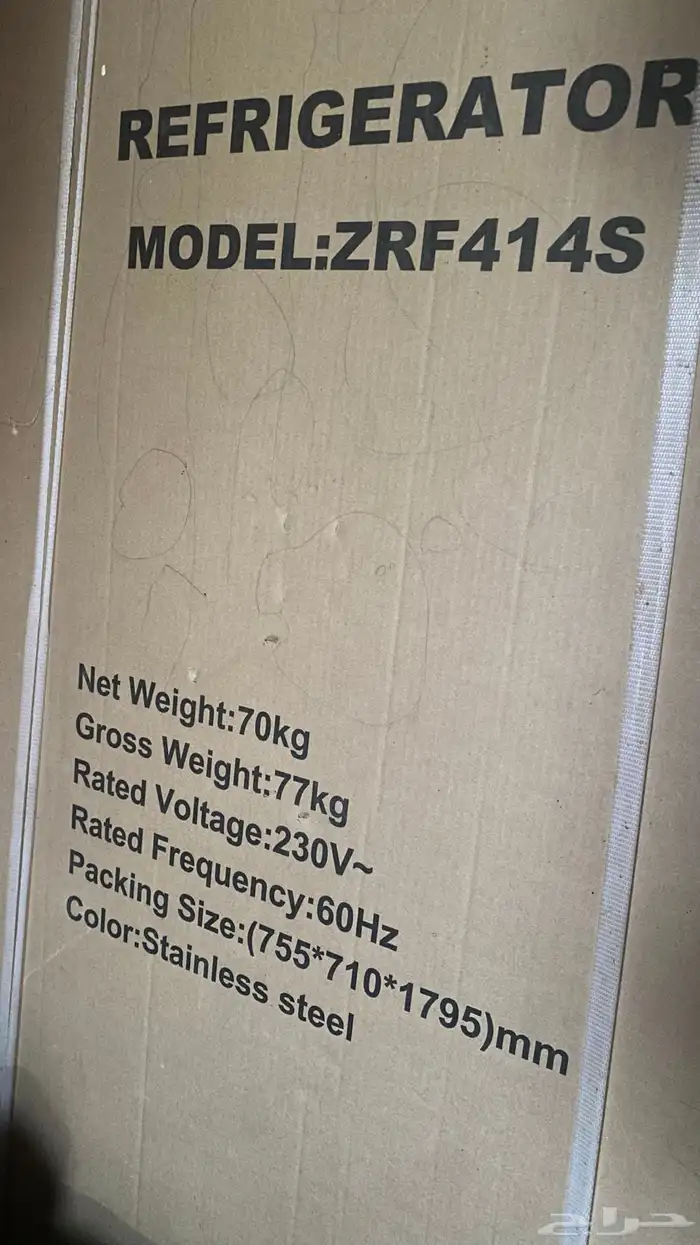 REFRIGERATOR
MODEL:ZRF414S
Net Weight:70kg
Gross Weight:77kg
Rated Voltage:230V~
Rated Frequency:60Hz
Packing Size:(755*710*1795)mm
Color:Stainless steel
حراج